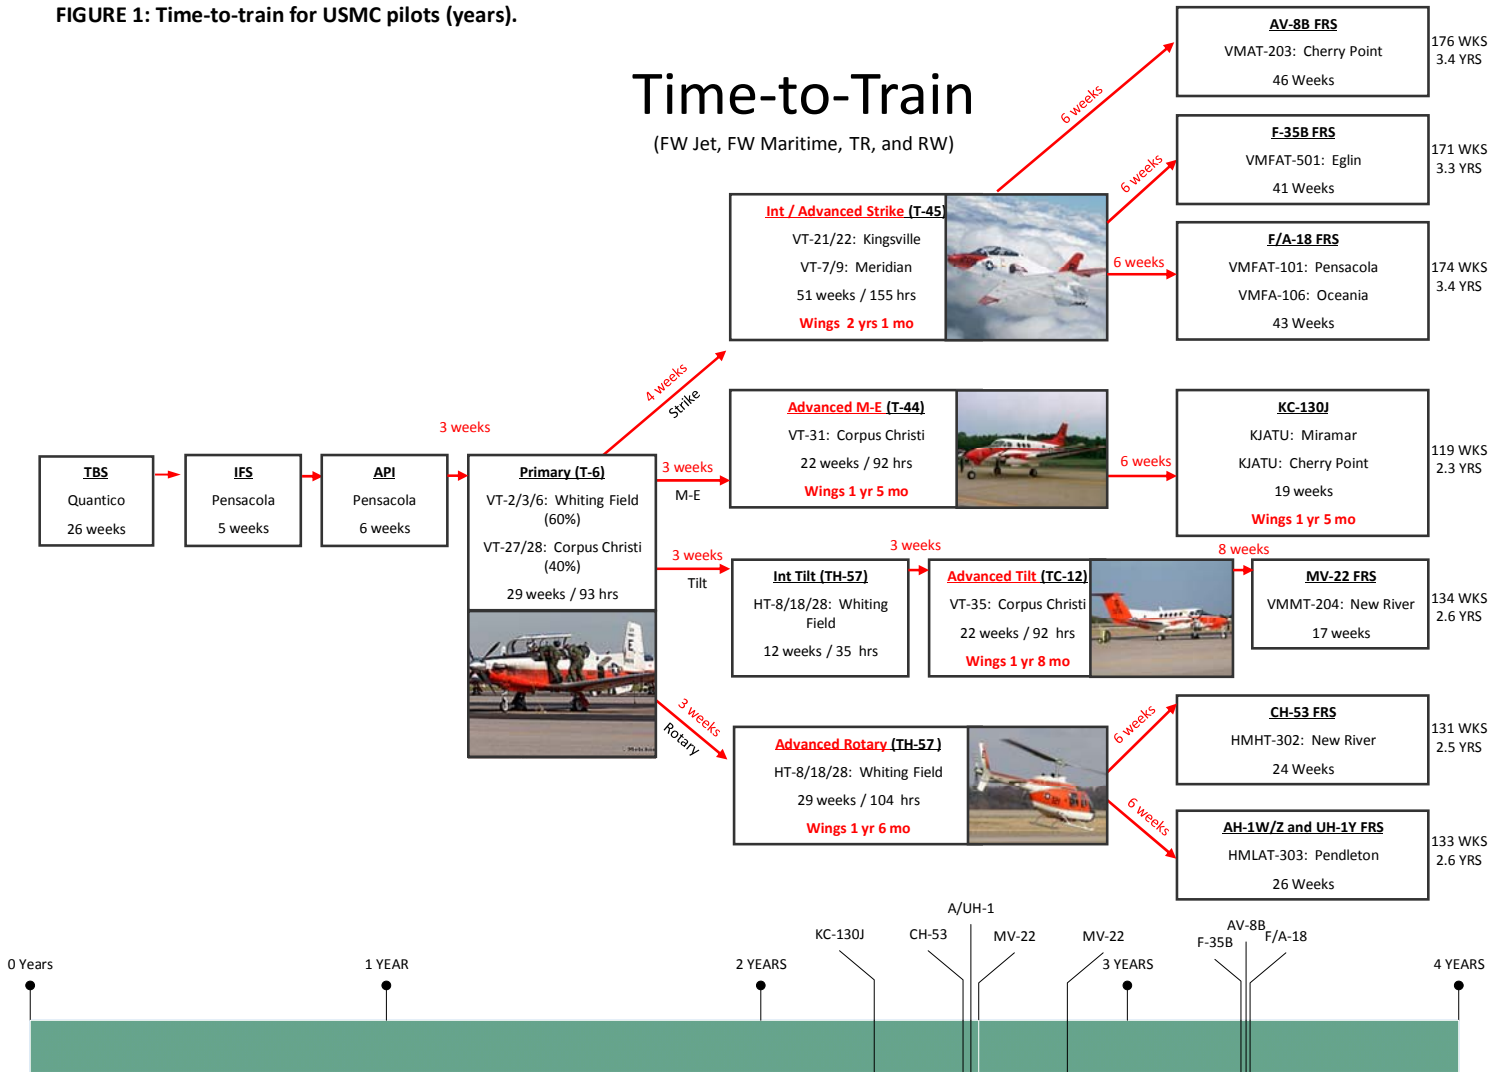 FIGURE 1: Time-to-train for USMC pilots (years).
Time-to-Train
(FW Jet, FW Maritime, TR, and RW)
AV-8B FRS
VMAT-203: Cherry Point
46 Weeks
176 WKS
3.4 YRS
6 weeks
F-35B FRS
VMFAT-501: Eglin
41 Weeks
171 WKS
3.3 YRS
6 weeks
Int / Advanced Strike (T-45)
VT-21/22: Kingsville
VT-7/9: Meridian
51 weeks / 155 hrs
Wings 2 yrs 1 mo
6 weeks
F/A-18 FRS
VMFAT-101: Pensacola
VMFA-106: Oceania
43 Weeks
174 WKS
3.4 YRS
4 weeks
Strike
Advanced M-E (T-44)
VT-31: Corpus Christi
22 weeks / 92 hrs
Wings 1 yr 5 mo
6 weeks
KC-130J
KJATU: Miramar
KJATU: Cherry Point
19 weeks
Wings 1 yr 5 mo
119 WKS
2.3 YRS
3 weeks
TBS
Quantico
26 weeks
IFS
Pensacola
5 weeks
API
Pensacola
6 weeks
Primary (T-6)
VT-2/3/6: Whiting Field
(60%)
VT-27/28: Corpus Christi
(40%)
29 weeks / 93 hrs
3 weeks
M-E
3 weeks
Tilt
Int Tilt (TH-57)
HT-8/18/28: Whiting
Field
12 weeks / 35 hrs
3 weeks
Advanced Tilt (TC-12)
VT-35: Corpus Christi
22 weeks / 92 hrs
Wings 1 yr 8 mo
8 weeks
MV-22 FRS
VMMT-204: New River
17 weeks
134 WKS
2.6 YRS
3 weeks
Rotary
Advanced Rotary (TH-57)
HT-8/18/28: Whiting Field
29 weeks / 104 hrs
Wings 1 yr 6 mo
6 weeks
CH-53 FRS
HMHT-302: New River
24 Weeks
131 WKS
2.5 YRS
6 weeks
AH-1W/Z and UH-1Y FRS
HMLAT-303: Pendleton
26 Weeks
133 WKS
2.6 YRS
0 Years
1 YEAR
2 YEARS
KC-130J
CH-53
A/UH-1
MV-22
MV-22
3 YEARS
F-35B
AV-8B
F/A-18
4 YEARS